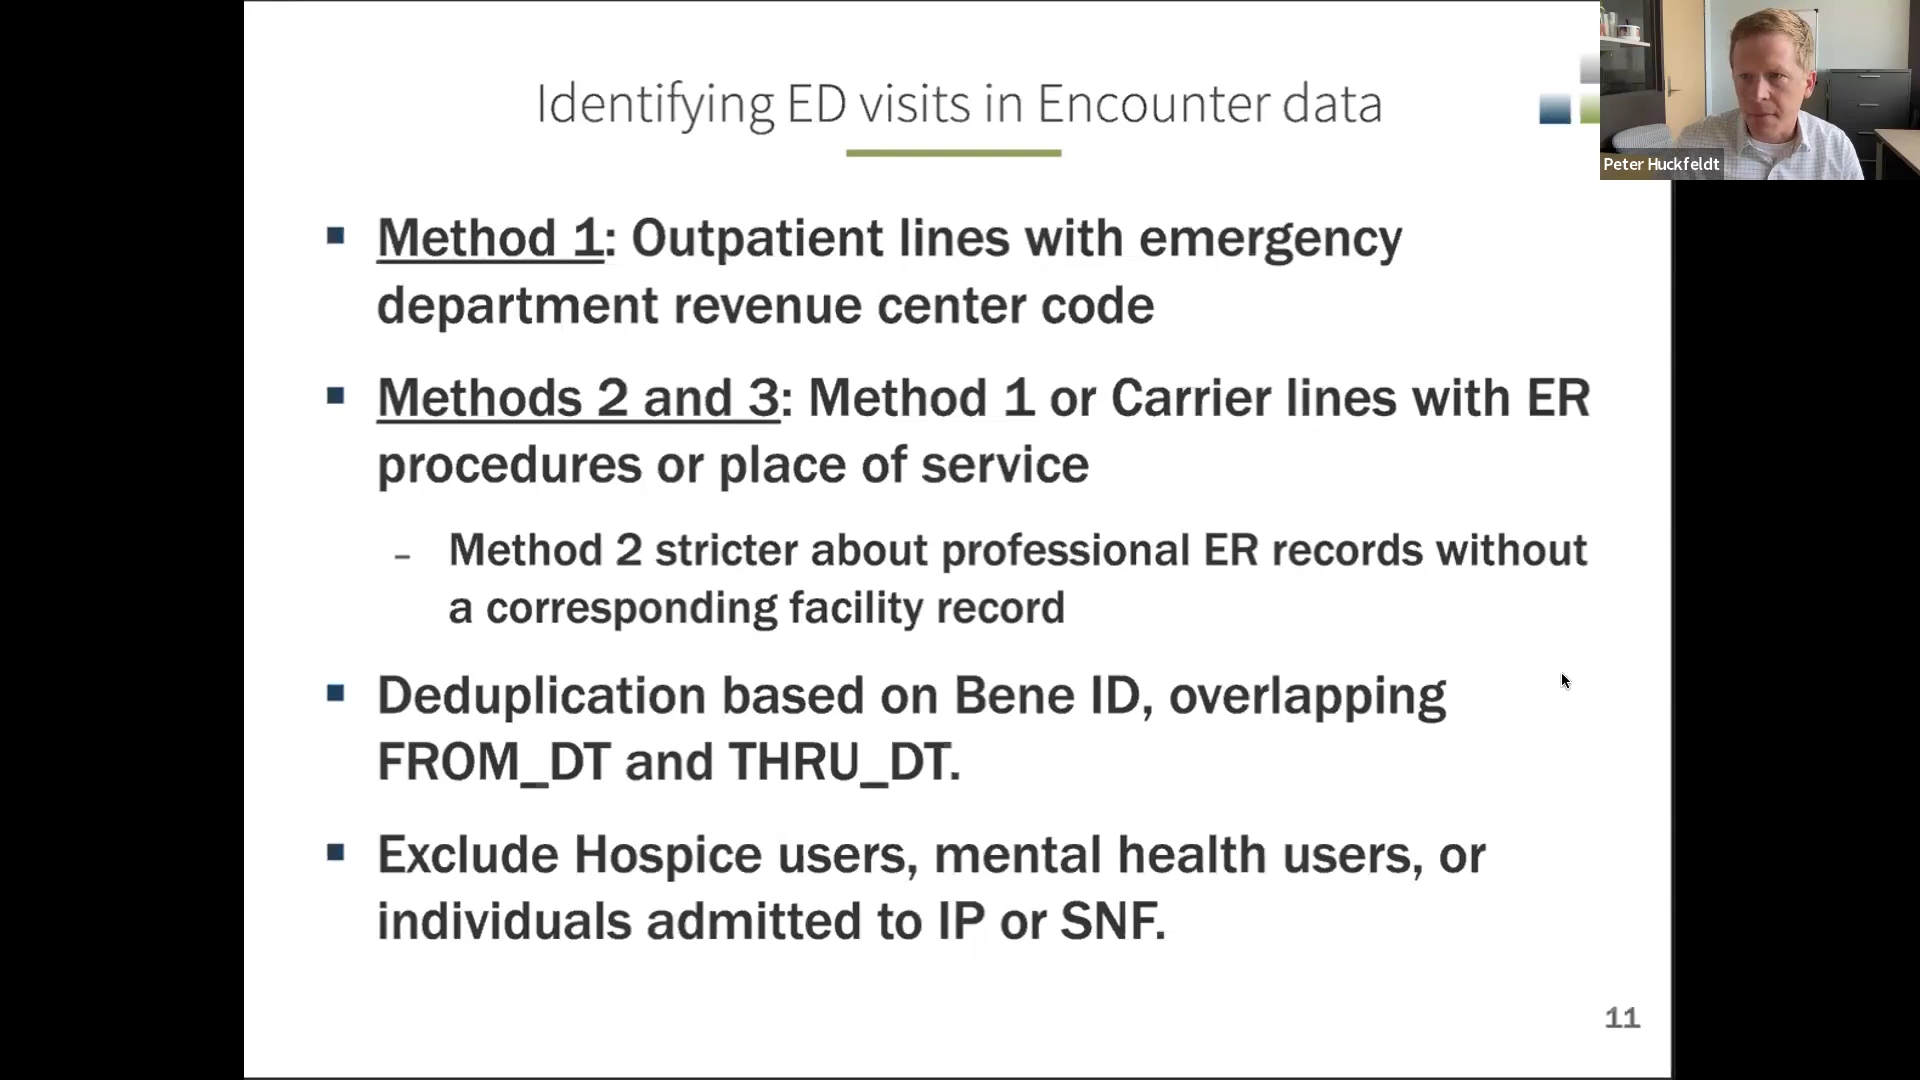 Identifying ED visits in Encounter data
Peter Huckfeldt
Method 1: Outpatient lines with emergency
department revenue center code
Methods 2 and 3: Method 1 or Carrier lines with ER
procedures or place of service
– Method 2 stricter about professional ER records without
a corresponding facility record
Deduplication based on Bene ID, overlapping
FROM_DT and THRU_DT.
Exclude Hospice users, mental health users, or
individuals admitted to IP or SNF.
11